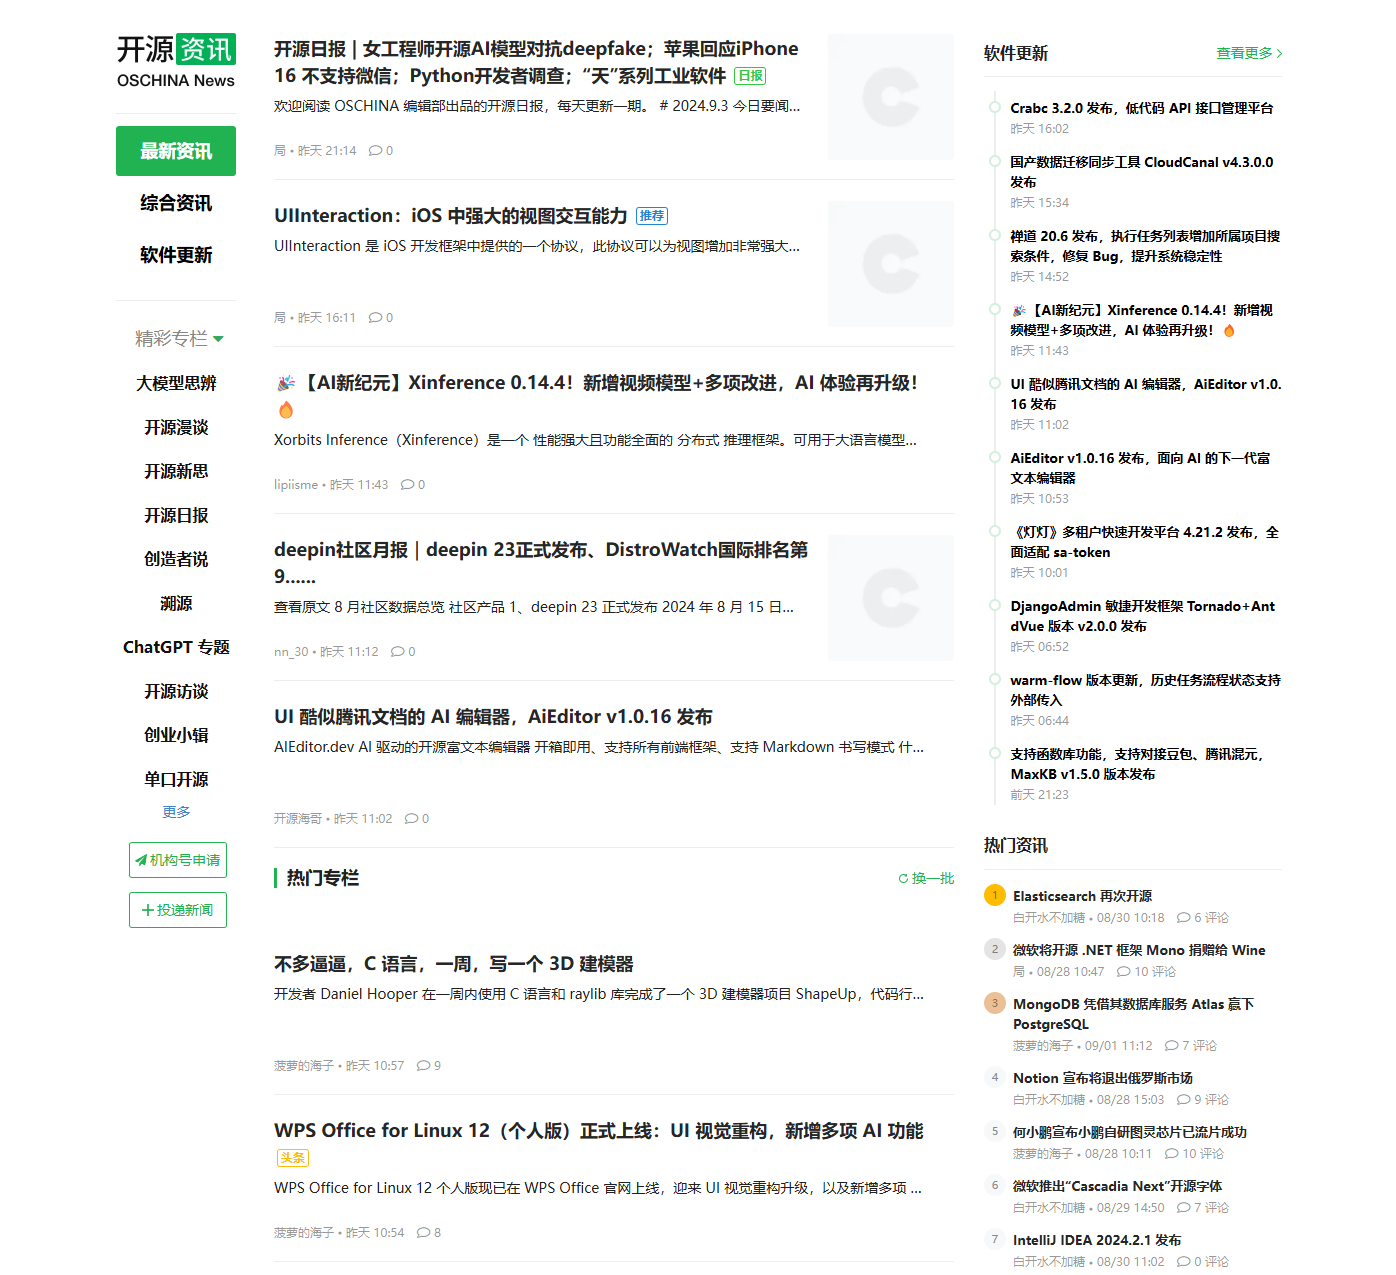 开源资讯
OSCHINA News
最新资讯
综合资讯
软件更新
精彩专栏
大模型思辨
开源漫谈
开源新思
开源日报
创造者说
溯源
ChatGPT 专题
开源访谈
创业小辑
单口开源
更多
机构号申请
投递新闻
开源日报 | 女工程师开源AI模型对抗deepfake；苹果回应iPhone
16 不支持微信；Python开发者调查；“天”系列工业软件 日报
欢迎阅读 OSCHINA 编辑部出品的开源日报，每天更新一期。 # 2024.9.3 今日要闻...
局 • 昨天 21:14 0
UIInteraction：iOS 中强大的视图交互能力 推荐
UIInteraction 是 iOS 开发框架中提供的一个协议，此协议可以为视图增加非常强大...
局 • 昨天 16:11 0
🎉【AI新纪元】Xinference 0.14.4！新增视频模型+多项改进，AI 体验再升级！
🔥
Xorbits Inference（Xinference）是一个 性能强大且功能全面的 分布式 推理框架。可用于大语言模型...
lipiisme • 昨天 11:43 0
deepin社区月报 | deepin 23正式发布、DistroWatch国际排名第
9......
查看原文 8 月社区数据总览 社区产品 1、deepin 23 正式发布 2024 年 8 月 15 日...
nn_30 • 昨天 11:12 0
UI 酷似腾讯文档的 AI 编辑器，AiEditor v1.0.16 发布
AIEditor.dev AI 驱动的开源富文本编辑器 开箱即用、支持所有前端框架、支持 Markdown 书写模式 什...
开源海哥 • 昨天 11:02 0
热门专栏 换一批
不多逼逼，C 语言，一周，写一个 3D 建模器
开发者 Daniel Hooper 在一周内使用 C 语言和 raylib 库完成了一个 3D 建模器项目 ShapeUp，代码行...
菠萝的海子 • 昨天 10:57 9
WPS Office for Linux 12（个人版）正式上线：UI 视觉重构，新增多项 AI 功能
头条
WPS Office for Linux 12 个人版现已在 WPS Office 官网上线，迎来 UI 视觉重构升级，以及新增多项 ...
菠萝的海子 • 昨天 10:54 8
软件更新 查看更多
Crabc 3.2.0 发布，低代码 API 接口管理平台
昨天 16:02
国产数据迁移同步工具 CloudCanal v4.3.0.0
发布
昨天 15:34
禅道 20.6 发布，执行任务列表增加所属项目搜
索条件，修复 Bug，提升系统稳定性
昨天 14:52
🎉【AI新纪元】Xinference 0.14.4！新增视
频模型+多项改进，AI 体验再升级！🔥
昨天 11:43
UI 酷似腾讯文档的 AI 编辑器，AiEditor v1.0.
16 发布
昨天 11:02
AiEditor v1.0.16 发布，面向 AI 的下一代富
文本编辑器
昨天 10:53
《灯灯》多租户快速开发平台 4.21.2 发布，全
面适配 sa-token
昨天 10:01
DjangoAdmin 敏捷开发框架 Tornado+Ant
dVue 版本 v2.0.0 发布
昨天 06:52
warm-flow 版本更新，历史任务流程状态支持
外部传入
昨天 06:44
支持函数库功能，支持对接豆包、腾讯混元，
MaxKB v1.5.0 版本发布
前天 21:23
热门资讯
1 Elasticsearch 再次开源
白开水不加糖 • 08/30 10:18 6 评论
2 微软将开源 .NET 框架 Mono 捐赠给 Wine
局 • 08/28 10:47 10 评论
3 MongoDB 凭借其数据库服务 Atlas 赢下
PostgreSQL
菠萝的海子 • 09/01 11:12 7 评论
4 Notion 宣布将退出俄罗斯市场
白开水不加糖 • 08/28 15:03 9 评论
5 何小鹏宣布小鹏自研图灵芯片已流片成功
菠萝的海子 • 08/28 10:11 10 评论
6 微软推出“Cascadia Next”开源字体
白开水不加糖 • 08/29 14:50 7 评论
7 IntelliJ IDEA 2024.2.1 发布
白开水不加糖 • 08/30 11:02 0 评论